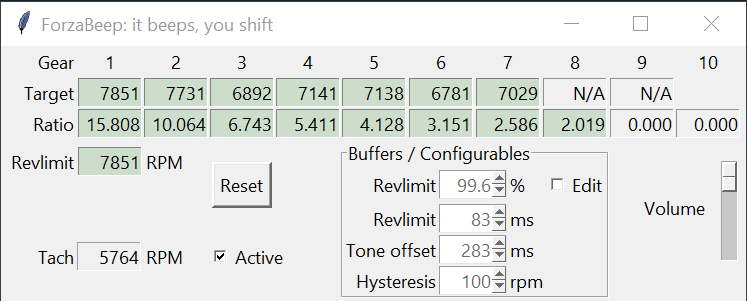 ForzaBeep: it beeps, you shift
Gear 1 2 3 4 5 6 7 8 9 10
Target 7851 7731 6892 7141 7138 6781 7029 N/A N/A
Ratio 15.808 10.064 6.743 5.411 4.128 3.151 2.586 2.019 0.000 0.000
Revlimit 7851 RPM
Reset
Tach 5764 RPM
Active
Buffers / Configurables
Revlimit 99.6 % Edit
Revlimit 83 ms
Tone offset 283 ms
Hysteresis 100 rpm
Volume